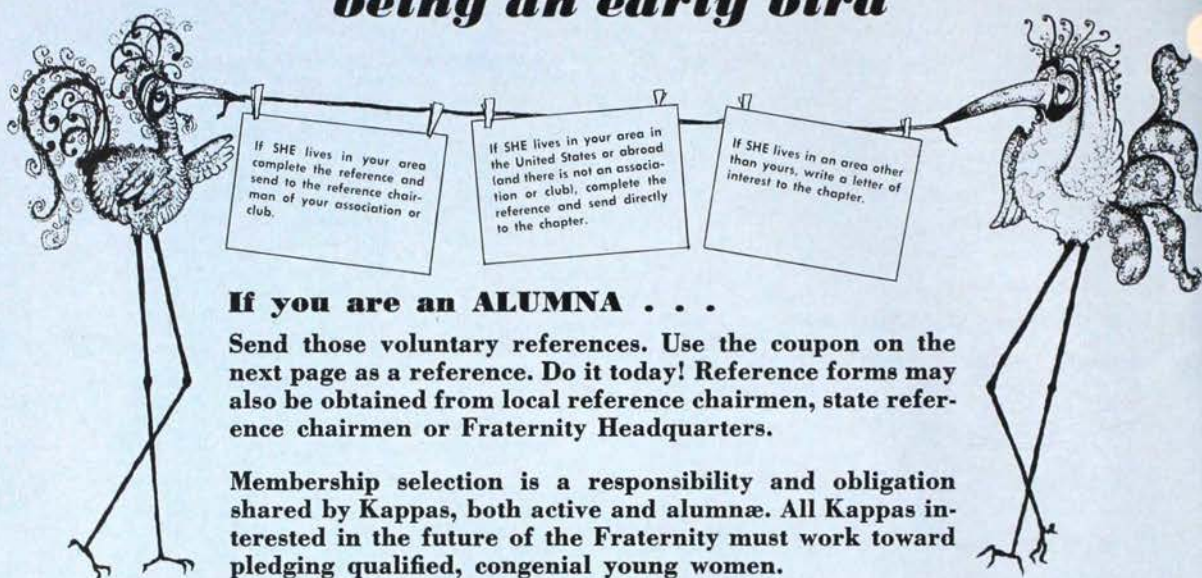 being an early bird
If SHE lives in your area
complete the reference and
send to the reference chair-
man of your association or
club.
If SHE lives in your area in
the United States or abroad
(and there is not an associa-
tion or club), complete the
reference and send directly
to the chapter.
If SHE lives in an area other
than yours, write a letter of
interest to the chapter.
If you are an ALUMNA . . .
Send those voluntary references. Use the coupon on the
next page as a reference. Do it today! Reference forms may
also be obtained from local reference chairmen, state refer-
ence chairmen or Fraternity Headquarters.
Membership selection is a responsibility and obligation
shared by Kappas, both active and alumnæ. All Kappas in-
terested in the future of the Fraternity must work toward
pledging qualified, congenial young women.